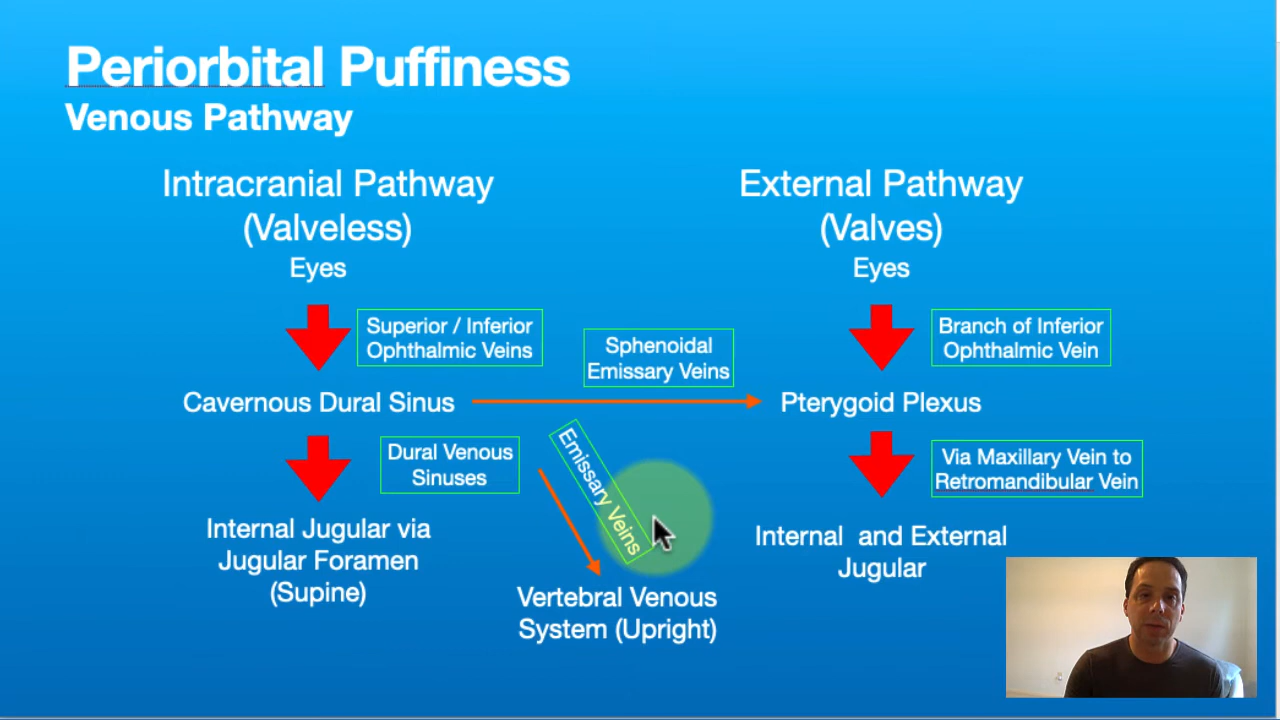 Periorbital Puffiness
Venous Pathway
Intracranial Pathway
(Valveless)
Eyes
Superior / Inferior
Ophthalmic Veins
Cavernous Dural Sinus
Dural Venous
Sinuses
Internal Jugular via
Jugular Foramen
(Supine)
Sphenoidal
Emissary Veins
Emissary Veins
Vertebral Venous
System (Upright)
External Pathway
(Valves)
Eyes
Branch of Inferior
Ophthalmic Vein
Pterygoid Plexus
Via Maxillary Vein to
Retromandibular Vein
Internal and External
Jugular